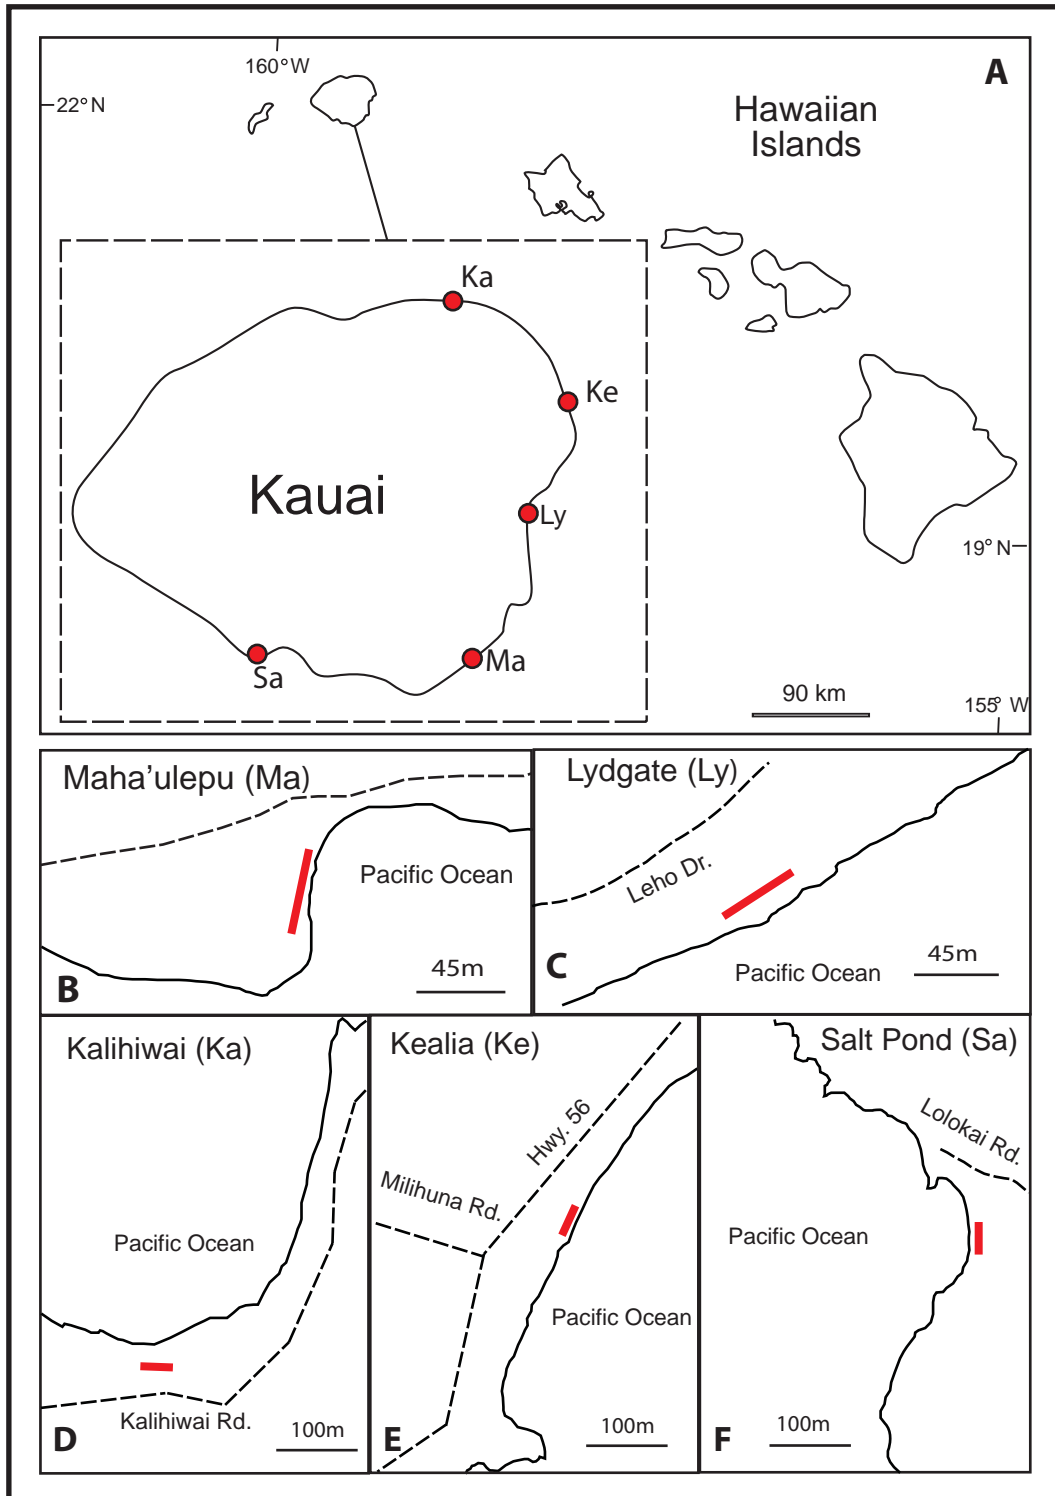 160° W
A
22° N
Hawaiian
Islands
Ka
Ke
Kauai
Ly
19° N
Sa
Ma
90 km
155° W
Maha'ulepu (Ma)
Pacific Ocean
45m
B
Lydgate (Ly)
Leho Dr.
Pacific Ocean
45m
C
Kalihiwai (Ka)
Pacific Ocean
Kalihiwai Rd.
100m
D
Kealia (Ke)
Hwy. 56
Milihuna Rd.
Pacific Ocean
100m
E
Salt Pond (Sa)
Lolokai Rd.
Pacific Ocean
100m
F